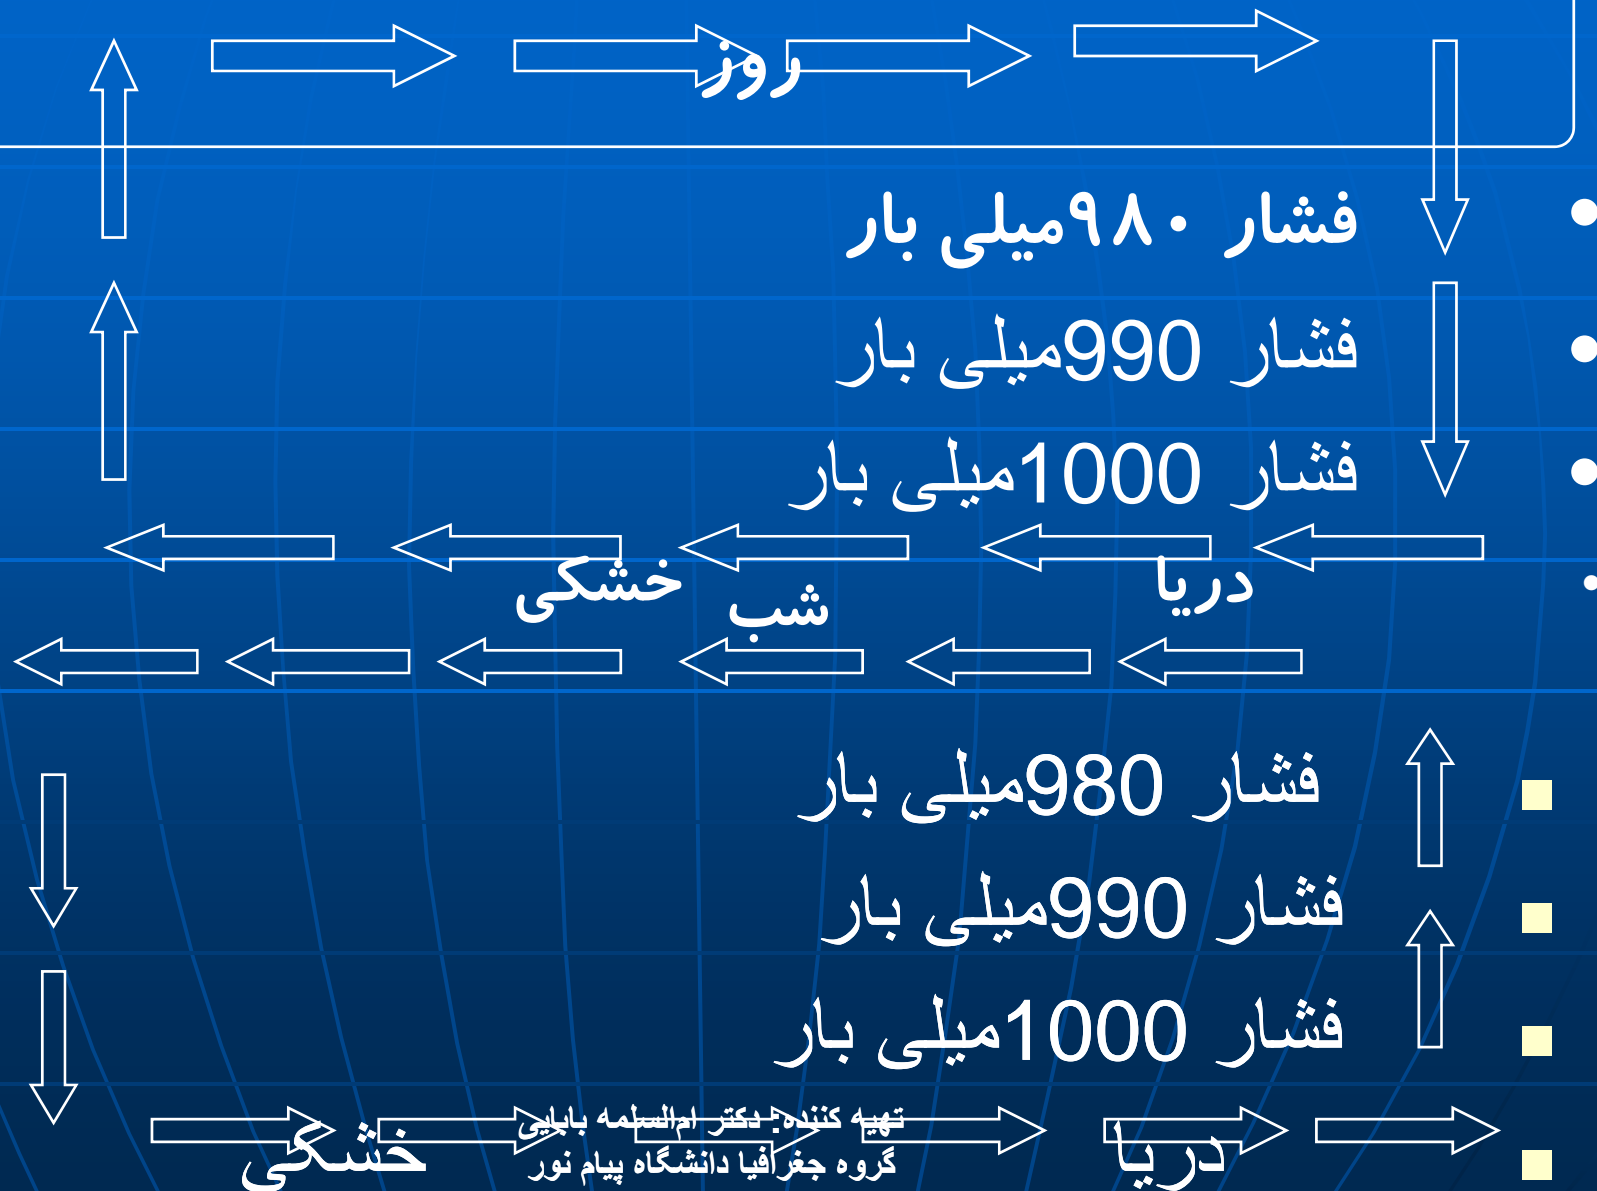 روز
فشار ۹۸۰میلی بار
فشار 990میلی بار
فشار 1000میلی بار
دریا خشکی
شب
فشار 980میلی بار
فشار 990میلی بار
فشار 1000میلی بار
دریا خشکی
تهیه کننده: دکتر ام‌السلمه بابایی
گروه جغرافیا دانشگاه پیام نور